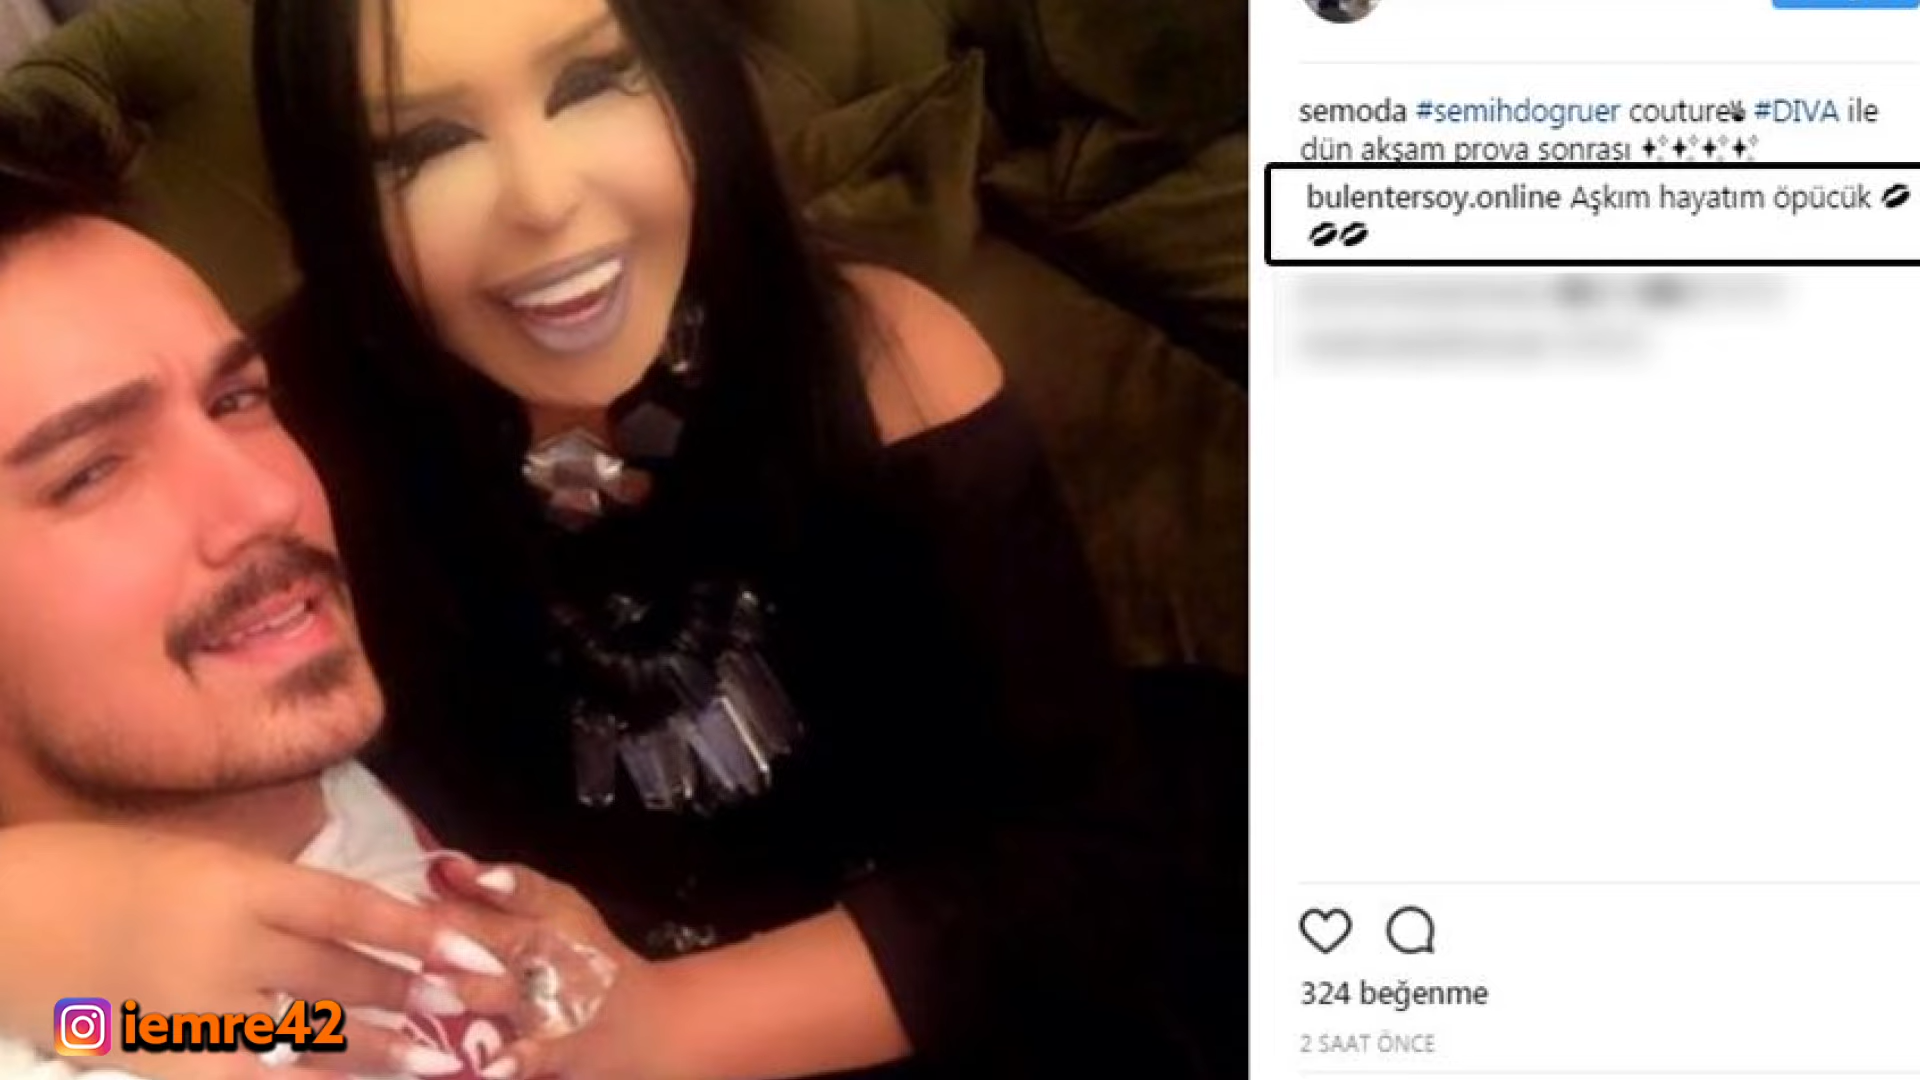 semoda #semihdogruer couture #DIVA ile
dün akşam prova sonrası
bulentersoy.online Aşkım hayatım öpücük 💋
💋💋
324 beğenme
2 SAAT ÖNCE
iemre42